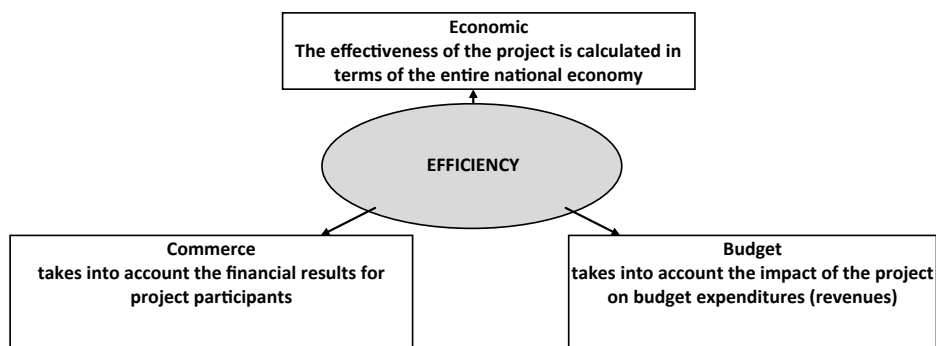 Economic
The effectiveness of the project is calculated in
terms of the entire national economy
EFFICIENCY
Commerce
takes into account the financial results for
project participants
Budget
takes into account the impact of the project
on budget expenditures (revenues)